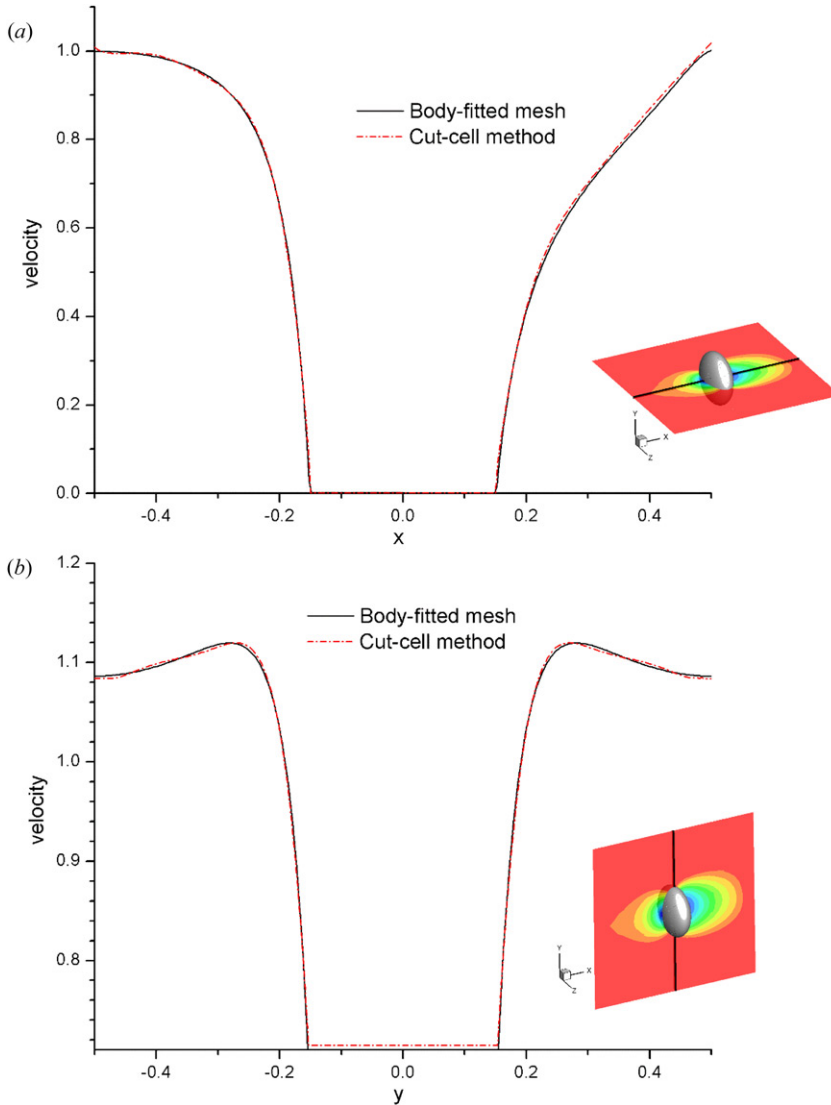 (a)
1.0
0.8
0.6
0.4
0.2
0.0
velocity
Body-fitted mesh
Cut-cell method
Y
X
Z
-0.4 -0.2 0.0 0.2 0.4
x
(b)
1.2
1.1
1.0
0.9
0.8
velocity
Body-fitted mesh
Cut-cell method
Y
X
Z
-0.4 -0.2 0.0 0.2 0.4
y